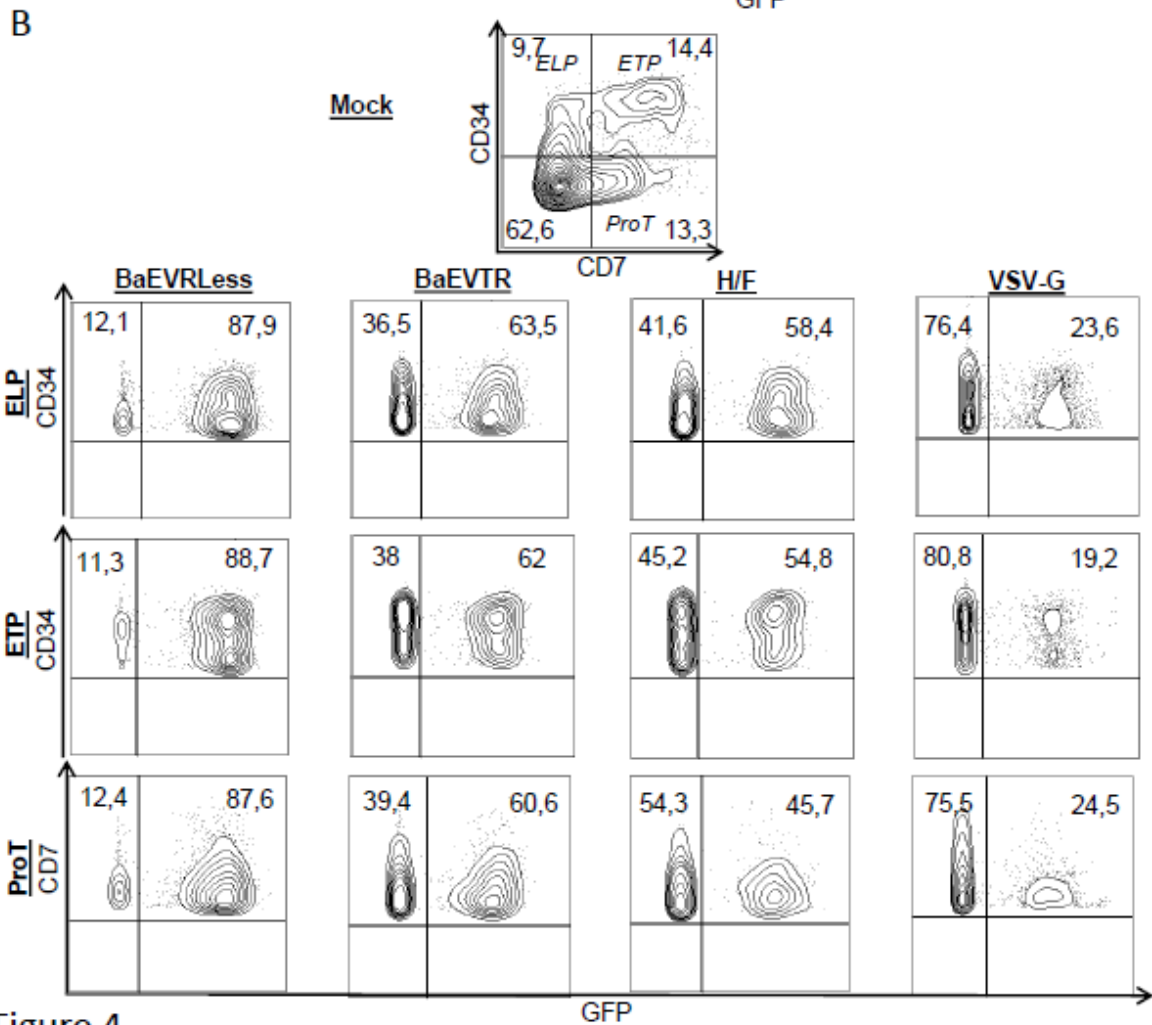 GFP
B
9,7 ELP ETP 14,4
Mock
CD34
62,6 ProT 13,3
CD7
BaEVRLess BaEVTR H/F VSV-G
ELP
CD34
12,1 87,9 36,5 63,5 41,6 58,4 76,4 23,6
ETP
CD34
11,3 88,7 38 62 45,2 54,8 80,8 19,2
ProT
CD7
12,4 87,6 39,4 60,6 54,3 45,7 75,5 24,5
GFP
Figure 4